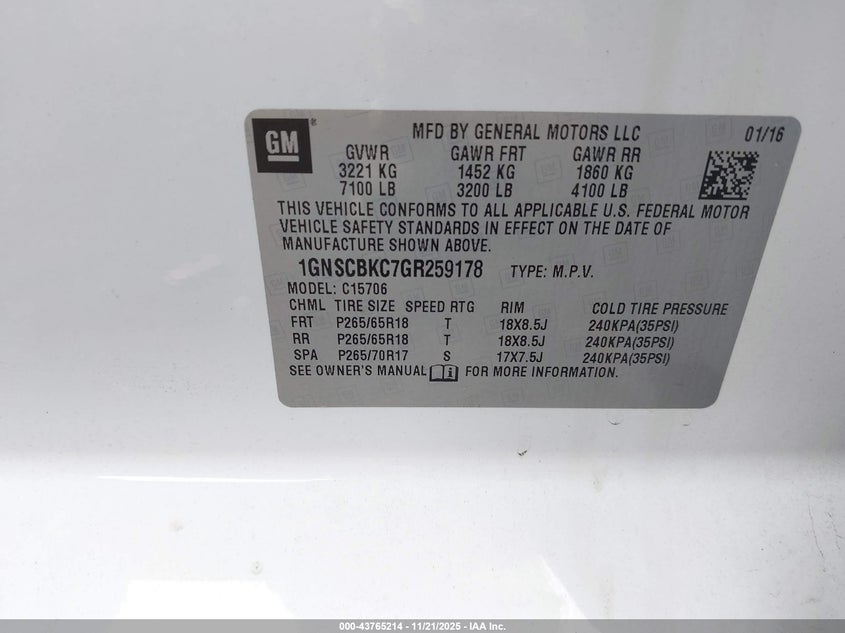 GM®
MFD BY GENERAL MOTORS LLC 01/16
GVWR GAWR FRT GAWR RR
3221 KG 1452 KG 1860 KG
7100 LB 3200 LB 4100 LB
THIS VEHICLE CONFORMS TO ALL APPLICABLE U.S. FEDERAL MOTOR
VEHICLE SAFETY STANDARDS IN EFFECT ON THE DATE OF
MANUFACTURE SHOWN ABOVE.
1GNSCBKC7GR259178 TYPE: M.P.V.
MODEL: C15706
CHML TIRE SIZE SPEED RTG RIM COLD TIRE PRESSURE
FRT P265/65R18 T 18X8.5J 240KPA(35PSI)
RR P265/65R18 T 18X8.5J 240KPA(35PSI)
SPA P265/70R17 S 17X7.5J 240KPA(35PSI)
SEE OWNER'S MANUAL i FOR MORE INFORMATION.
000-43765214 - 11/21/2025 - IAA Inc.